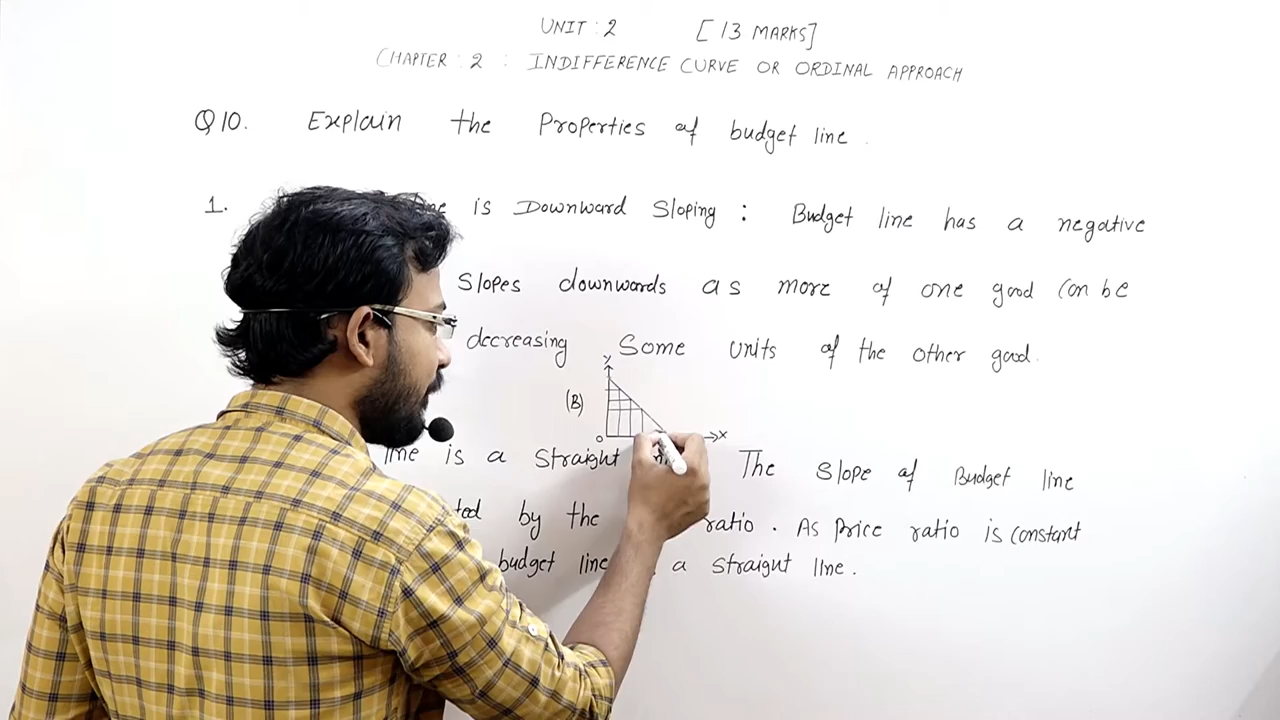 UNIT : 2 [ 13 MARKS]
CHAPTER : 2 : INDIFFERENCE CURVE OR ORDINAL APPROACH
Q10. Explain the Properties of budget line.
1. line is Downward Sloping : Budget line has a negative
Slopes downwards as more of one good can be
decreasing Some units of the other good.
Y
(B)
O X
line is a Straight The Slope of Budget line
by the ratio. As Price ratio is constant
budget line a Straight line.